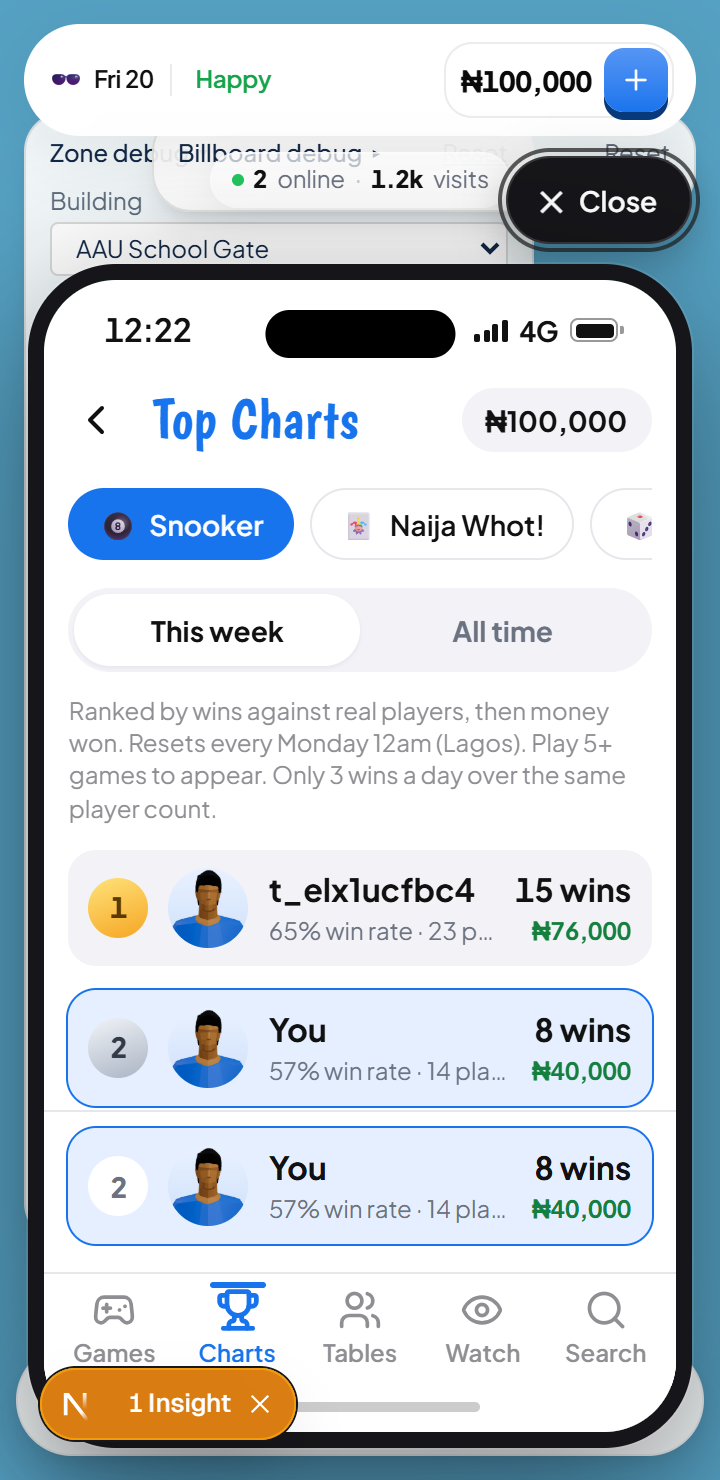 Fri 20
Happy
₦100,000
Zone debug
Billboard debug
Reset
Reset
2 online · 1.2k visits
Close
Building
AAU School Gate
12:22
4G
Top Charts
₦100,000
Snooker
Naija Whot!
This week
All time
Ranked by wins against real players, then money
won. Resets every Monday 12am (Lagos). Play 5+
games to appear. Only 3 wins a day over the same
player count.
1
t_elx1ucfbc4
15 wins
65% win rate · 23 p...
₦76,000
2
You
8 wins
57% win rate · 14 pla...
₦40,000
2
You
8 wins
57% win rate · 14 pla...
₦40,000
Games
Charts
Tables
Watch
Search
N
1 Insight